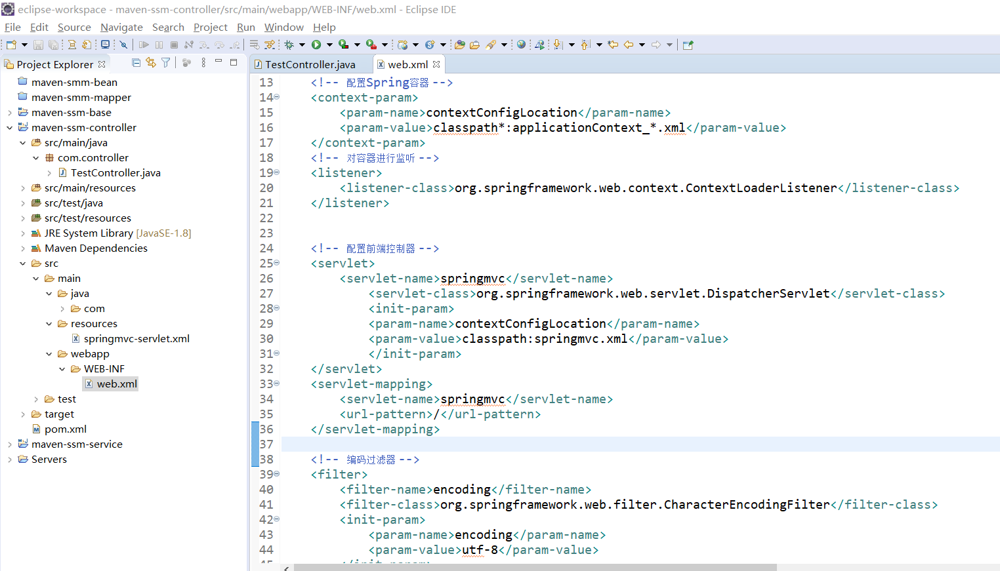 eclipse-workspace - maven-ssm-controller/src/main/webapp/WEB-INF/web.xml - Eclipse IDE
File Edit Source Navigate Search Project Run Window Help
Project Explorer
maven-smm-bean
maven-smm-mapper
maven-ssm-base
maven-ssm-controller
src/main/java
com.controller
TestController.java
src/main/resources
src/test/java
src/test/resources
JRE System Library [JavaSE-1.8]
Maven Dependencies
src
main
java
com
resources
springmvc-servlet.xml
webapp
WEB-INF
web.xml
test
target
pom.xml
maven-ssm-service
Servers
TestController.java web.xml
13 <!-- 配置Spring容器 -->
14 <context-param>
15 <param-name>contextConfigLocation</param-name>
16 <param-value>classpath*:applicationContext_*.xml</param-value>
17 </context-param>
18 <!-- 对容器进行监听 -->
19 <listener>
20 <listener-class>org.springframework.web.context.ContextLoaderListener</listener-class>
21 </listener>
22
23
24 <!-- 配置前端控制器 -->
25 <servlet>
26 <servlet-name>springmvc</servlet-name>
27 <servlet-class>org.springframework.web.servlet.DispatcherServlet</servlet-class>
28 <init-param>
29 <param-name>contextConfigLocation</param-name>
30 <param-value>classpath:springmvc.xml</param-value>
31 </init-param>
32 </servlet>
33 <servlet-mapping>
34 <servlet-name>springmvc</servlet-name>
35 <url-pattern>/</url-pattern>
36 </servlet-mapping>
37
38 <!-- 编码过滤器 -->
39 <filter>
40 <filter-name>encoding</filter-name>
41 <filter-class>org.springframework.web.filter.CharacterEncodingFilter</filter-class>
42 <init-param>
43 <param-name>encoding</param-name>
44 <param-value>utf-8</param-value>
45 </init-param>